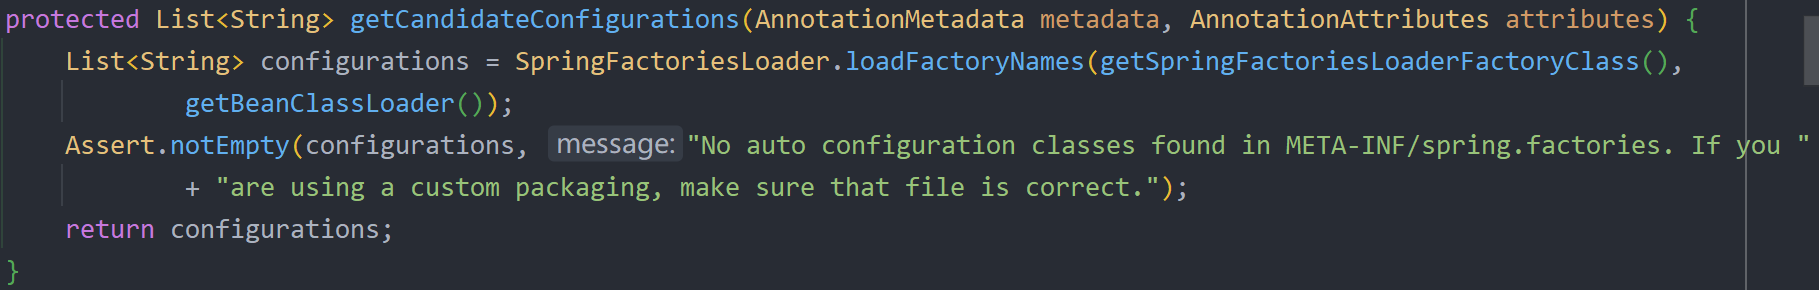 protected List<String> getCandidateConfigurations(AnnotationMetadata metadata, AnnotationAttributes attributes) {
    List<String> configurations = SpringFactoriesLoader.loadFactoryNames(getSpringFactoriesLoaderFactoryClass(),
            getBeanClassLoader());
    Assert.notEmpty(configurations, message: "No auto configuration classes found in META-INF/spring.factories. If you "
            + "are using a custom packaging, make sure that file is correct.");
    return configurations;
}